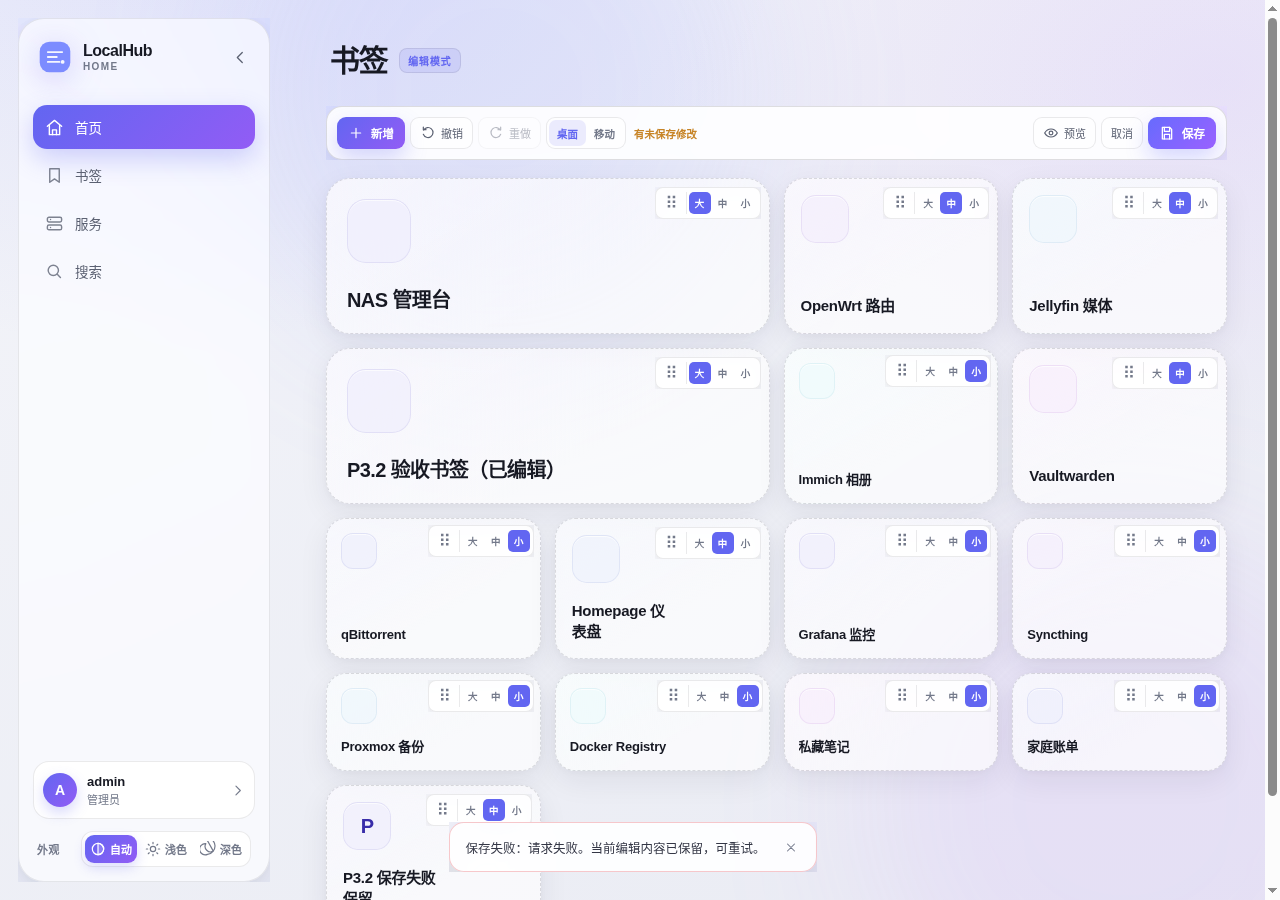 LocalHub
HOME
首页
书签
服务
搜索
A
admin
管理员
外观
自动
浅色
深色
书签
编辑模式
新增
撤销
重做
桌面
移动
有未保存修改
预览
取消
保存
大 中 小
NAS 管理台
大 中 小
OpenWrt 路由
大 中 小
Jellyfin 媒体
大 中 小
P3.2 验收书签（已编辑）
大 中 小
Immich 相册
大 中 小
Vaultwarden
大 中 小
qBittorrent
大 中 小
Homepage 仪
表盘
大 中 小
Grafana 监控
大 中 小
Syncthing
大 中 小
Proxmox 备份
大 中 小
Docker Registry
大 中 小
私藏笔记
大 中 小
家庭账单
P
大 中 小
P3.2 保存失败
保留
保存失败：请求失败。当前编辑内容已保留，可重试。